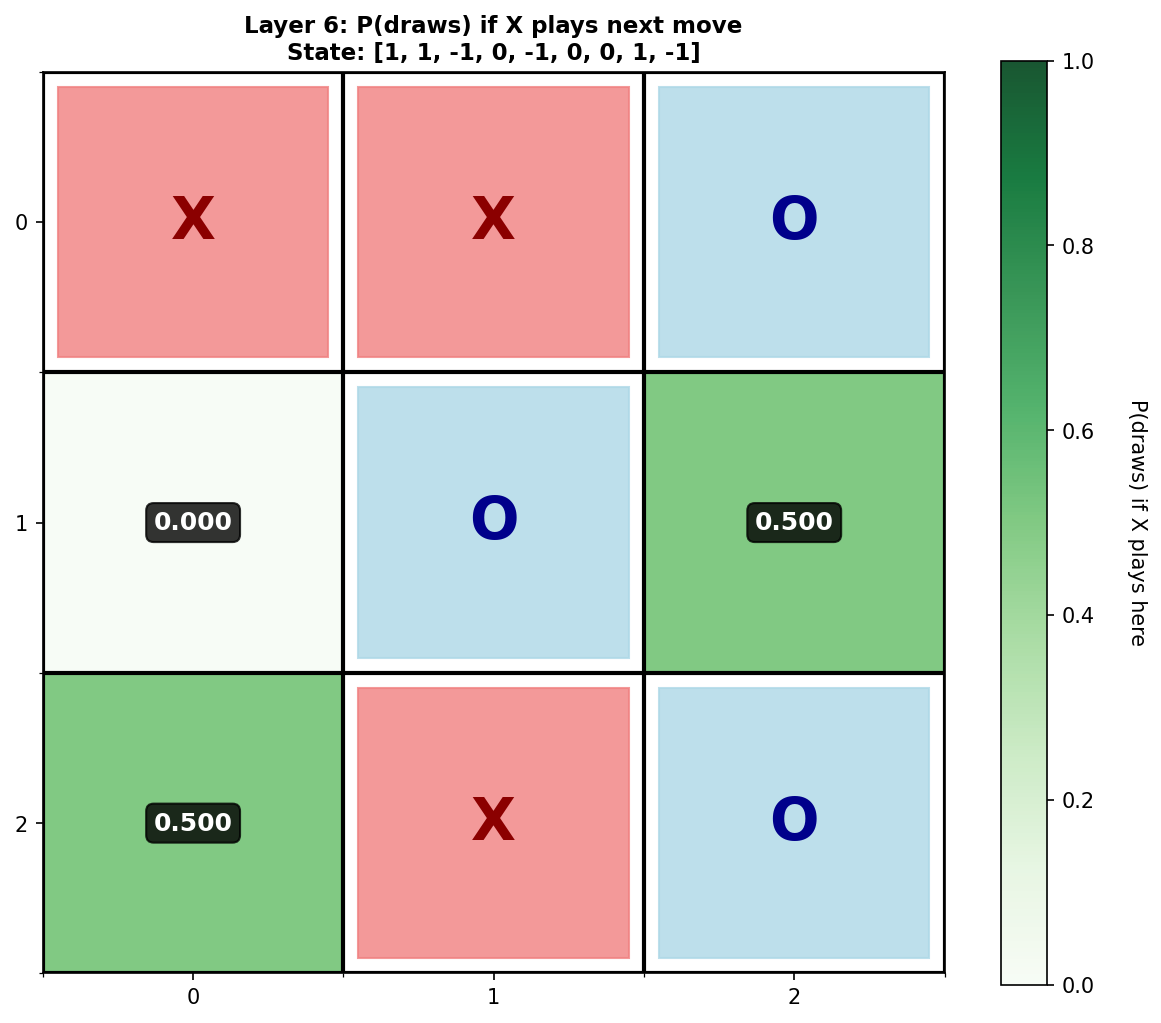 Layer 6: P(draws) if X plays next move
State: [1, 1, -1, 0, -1, 0, 0, 1, -1]
0
X
X
O
1
0.000
O
0.500
2
0.500
X
O
0
1
2
1.0
0.8
0.6
0.4
0.2
0.0
P(draws) if X plays here